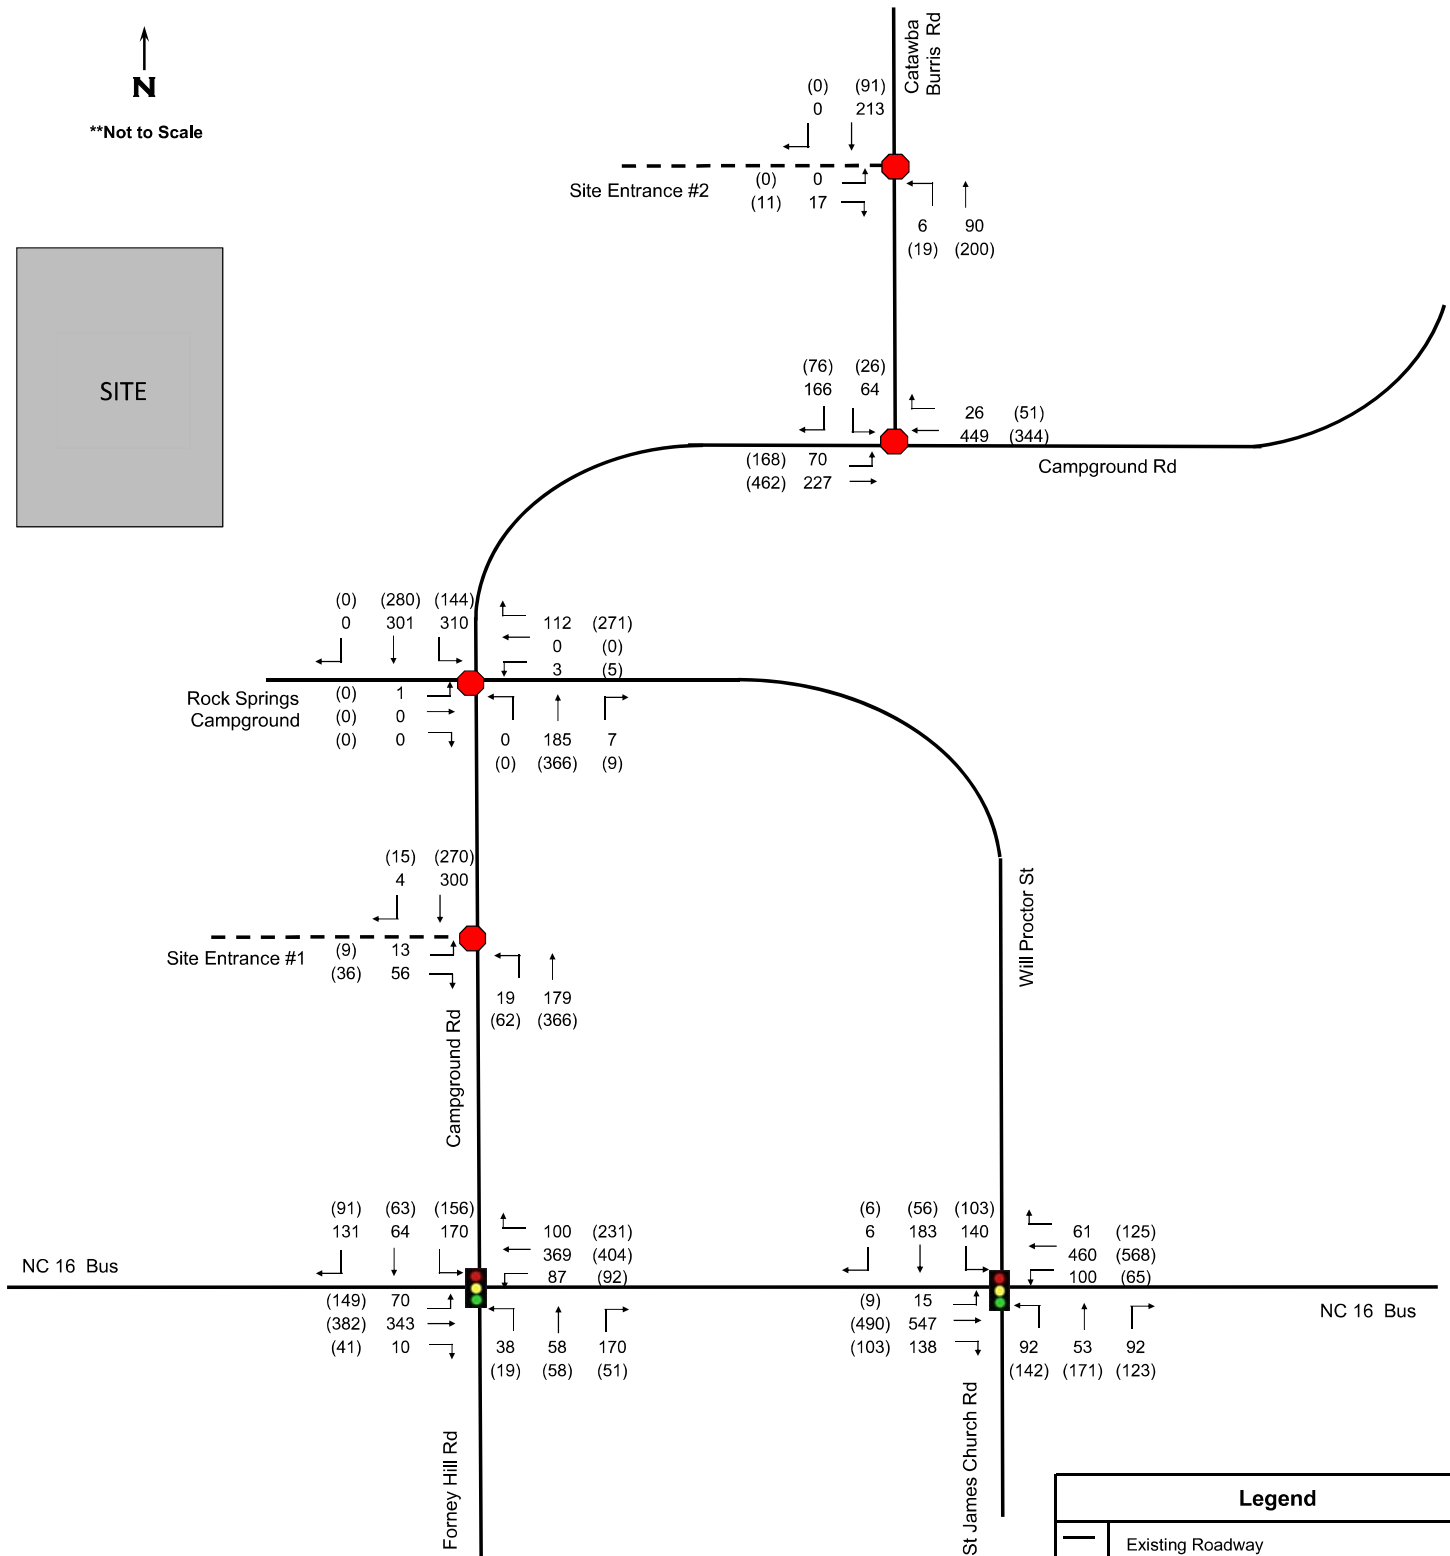 N
**Not to Scale
SITE
Catawba
Burris Rd
(0) (91)
0 213
Site Entrance #2
(0) 0
(11) 17
6 90
(19) (200)
(76) (26)
166 64
26 (51)
449 (344)
(168) 70
(462) 227
Campground Rd
(0) (280) (144)
0 301 310
112 (271)
0 (0)
3 (5)
Rock Springs
Campground
(0) 1
(0) 0
(0) 0
0 185 7
(0) (366) (9)
(15) (270)
4 300
Site Entrance #1
(9) 13
(36) 56
19 179
(62) (366)
Will Proctor St
Campground Rd
(91) (63) (156)
131 64 170
100 (231)
369 (404)
87 (92)
NC 16 Bus
(149) 70
(382) 343
(41) 10
38 58 170
(19) (58) (51)
(6) (56) (103)
6 183 140
61 (125)
460 (568)
100 (65)
NC 16 Bus
(9) 15
(490) 547
(103) 138
92 53 92
(142) (171) (123)
Forney Hill Rd
St James Church Rd
Legend
Existing Roadway